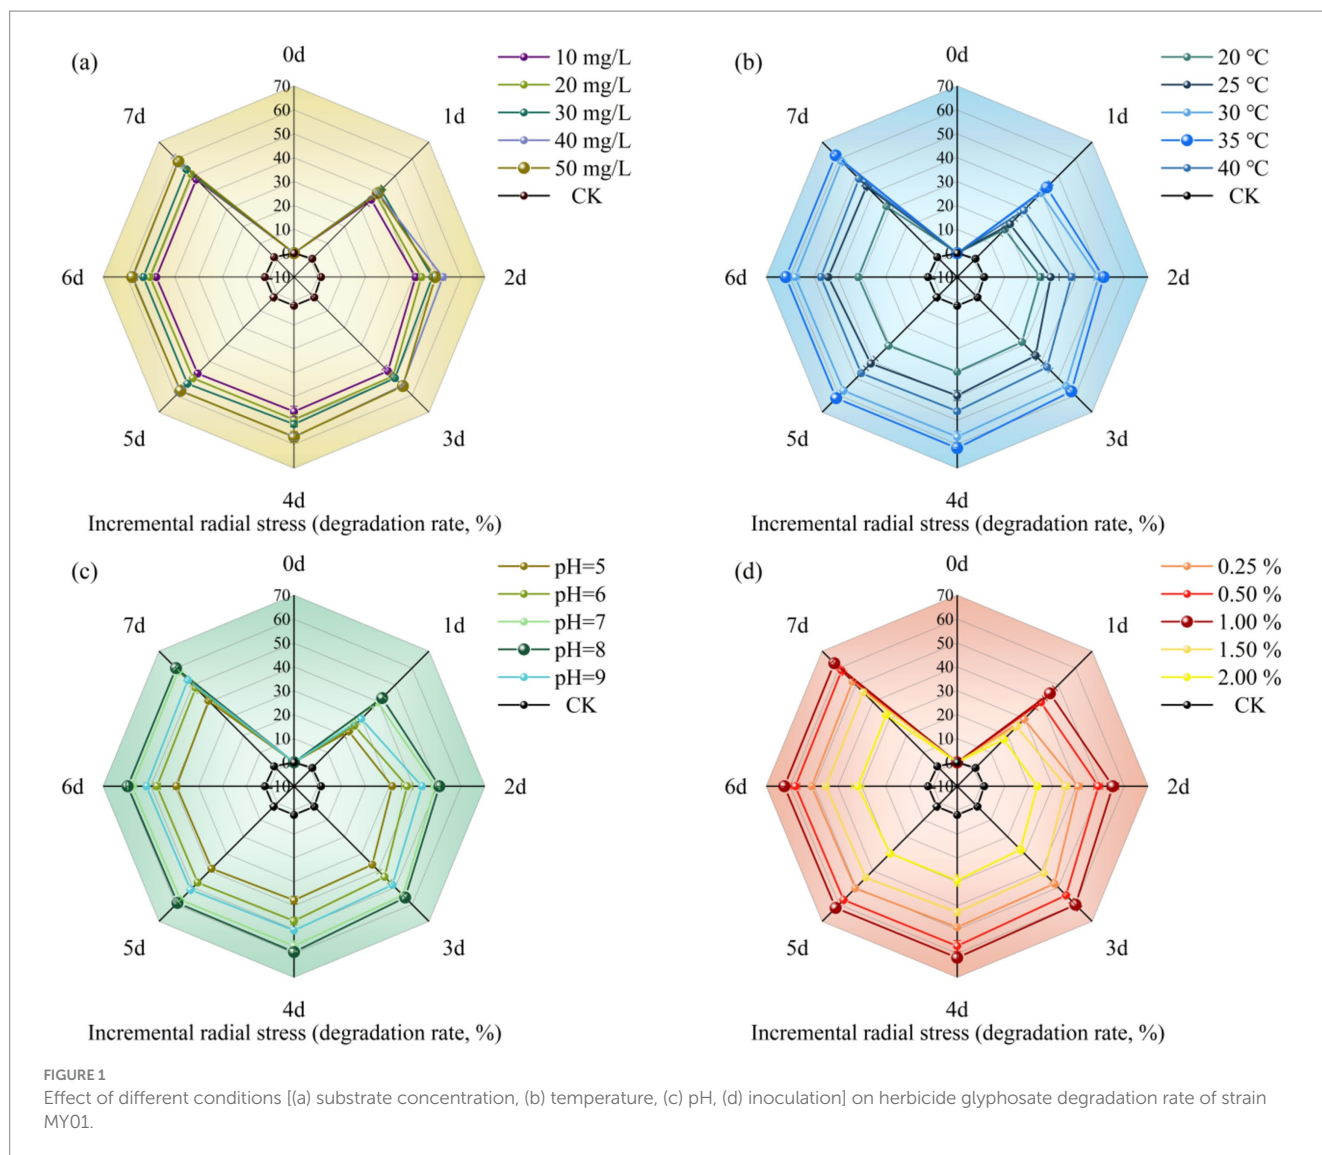 (a)
0d
1d
2d
3d
4d
5d
6d
7d
70
60
50
40
30
20
10
0
-10
10 mg/L
20 mg/L
30 mg/L
40 mg/L
50 mg/L
CK
Incremental radial stress (degradation rate, %)
(b)
0d
1d
2d
3d
4d
5d
6d
7d
70
60
50
40
30
20
10
0
-10
20 ℃
25 ℃
30 ℃
35 ℃
40 ℃
CK
Incremental radial stress (degradation rate, %)
(c)
0d
1d
2d
3d
4d
5d
6d
7d
70
60
50
40
30
20
10
0
-10
pH=5
pH=6
pH=7
pH=8
pH=9
CK
Incremental radial stress (degradation rate, %)
(d)
0d
1d
2d
3d
4d
5d
6d
7d
70
60
50
40
30
20
10
0
-10
0.25 %
0.50 %
1.00 %
1.50 %
2.00 %
CK
Incremental radial stress (degradation rate, %)
FIGURE 1
Effect of different conditions [(a) substrate concentration, (b) temperature, (c) pH, (d) inoculation] on herbicide glyphosate degradation rate of strain
MY01.